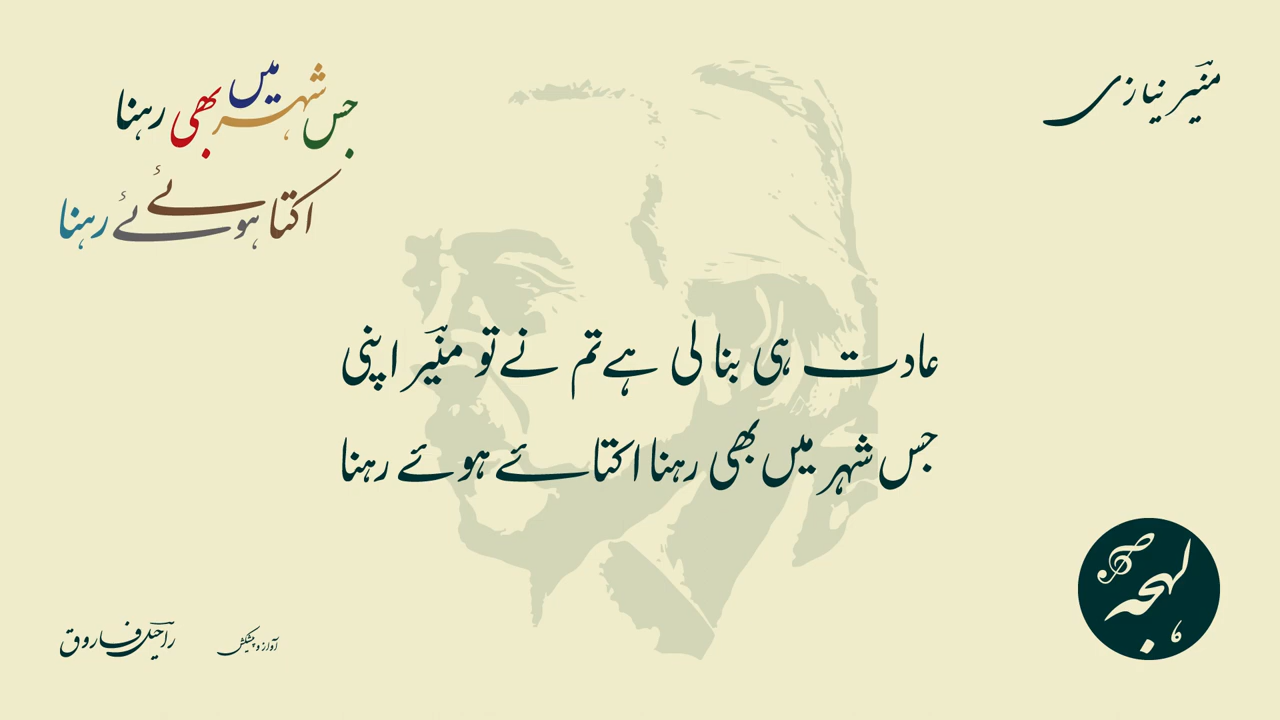 منیرؔ نیازی
جس شہر میں بھی رہنا
اکتائے ہوئے رہنا
عادت ہی بنا لی ہے تم نے تو منیرؔ اپنی
جس شہر میں بھی رہنا اکتائے ہوئے رہنا
لہجہ
آواز و پیشکش
راحیلؔ فاروق